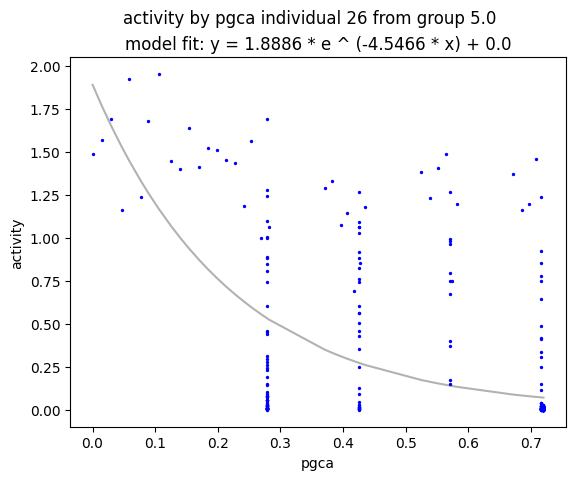 activity by pgca individual 26 from group 5.0
model fit: y = 1.8886 * e ^ (-4.5466 * x) + 0.0
2.00
1.75
1.50
1.25
1.00
0.75
0.50
0.25
0.00
activity
0.0 0.1 0.2 0.3 0.4 0.5 0.6 0.7
pgca